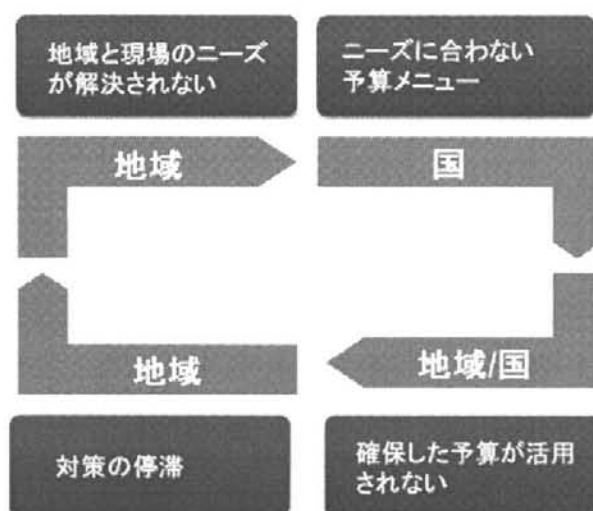 地域と現場のニーズ
が解決されない
ニーズに合わない
予算メニュー
地域
国
地域
地域/国
対策の停滞
確保した予算が活用
されない